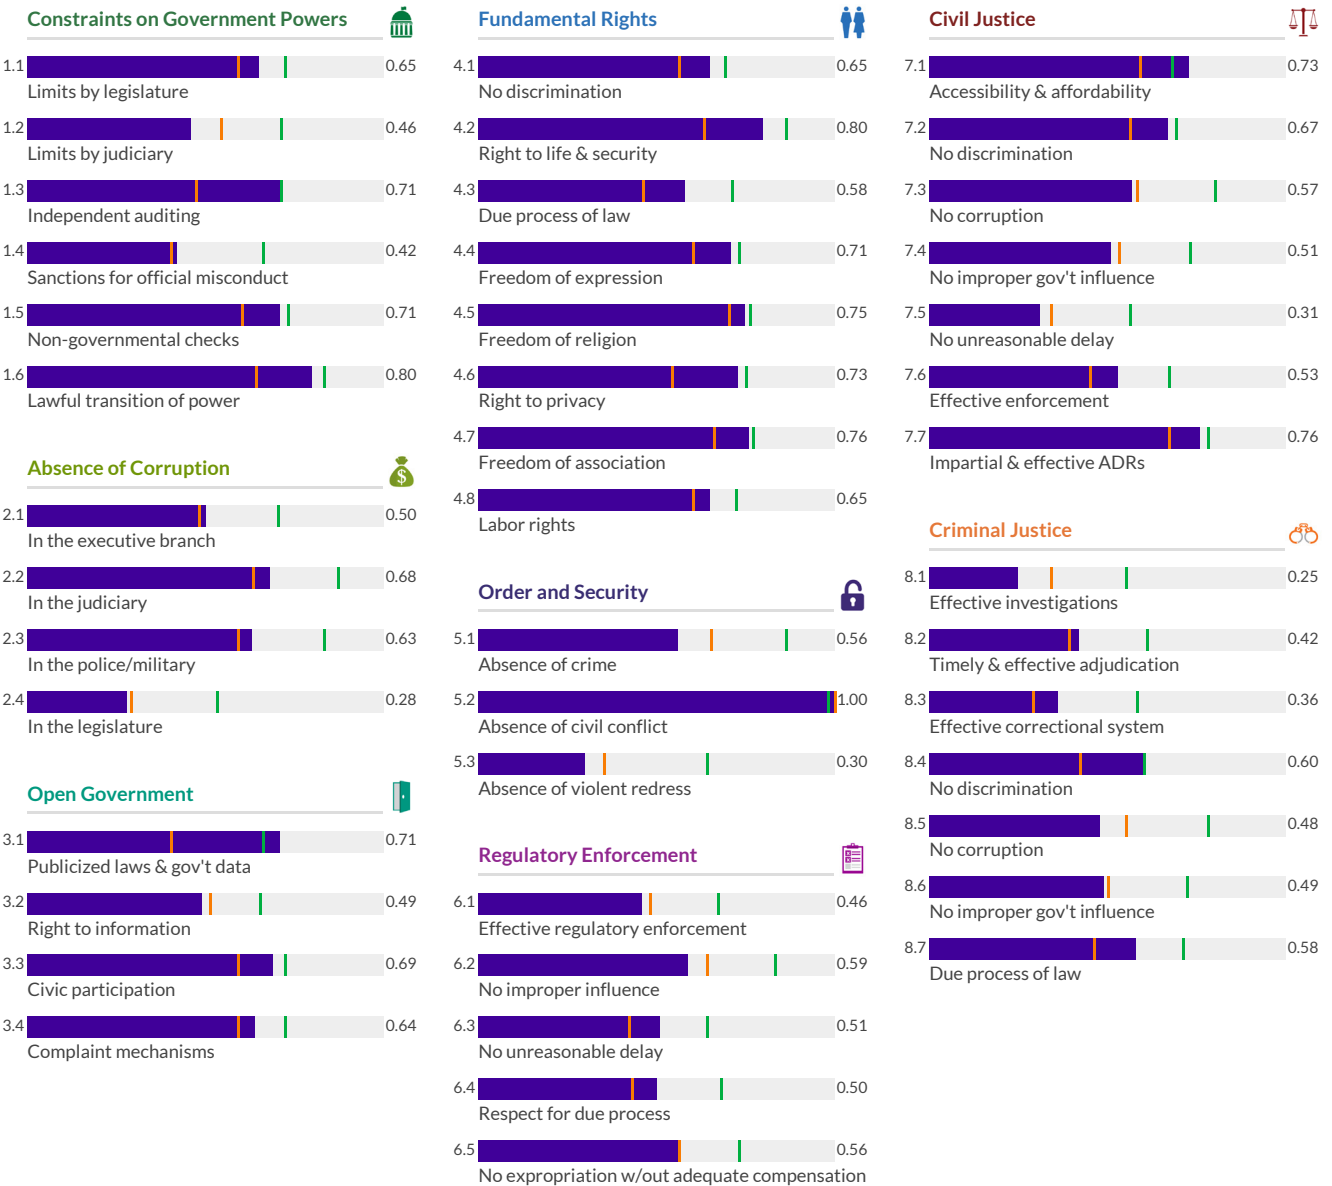 Constraints on Government Powers
1.1 0.65
Limits by legislature
1.2 0.46
Limits by judiciary
1.3 0.71
Independent auditing
1.4 0.42
Sanctions for official misconduct
1.5 0.71
Non-governmental checks
1.6 0.80
Lawful transition of power
Absence of Corruption
$
2.1 0.50
In the executive branch
2.2 0.68
In the judiciary
2.3 0.63
In the police/military
2.4 0.28
In the legislature
Open Government
3.1 0.71
Publicized laws & gov't data
3.2 0.49
Right to information
3.3 0.69
Civic participation
3.4 0.64
Complaint mechanisms
Fundamental Rights
4.1 0.65
No discrimination
4.2 0.80
Right to life & security
4.3 0.58
Due process of law
4.4 0.71
Freedom of expression
4.5 0.75
Freedom of religion
4.6 0.73
Right to privacy
4.7 0.76
Freedom of association
4.8 0.65
Labor rights
Order and Security
5.1 0.56
Absence of crime
5.2 1.00
Absence of civil conflict
5.3 0.30
Absence of violent redress
Regulatory Enforcement
6.1 0.46
Effective regulatory enforcement
6.2 0.59
No improper influence
6.3 0.51
No unreasonable delay
6.4 0.50
Respect for due process
6.5 0.56
No expropriation w/out adequate compensation
Civil Justice
7.1 0.73
Accessibility & affordability
7.2 0.67
No discrimination
7.3 0.57
No corruption
7.4 0.51
No improper gov't influence
7.5 0.31
No unreasonable delay
7.6 0.53
Effective enforcement
7.7 0.76
Impartial & effective ADRs
Criminal Justice
8.1 0.25
Effective investigations
8.2 0.42
Timely & effective adjudication
8.3 0.36
Effective correctional system
8.4 0.60
No discrimination
8.5 0.48
No corruption
8.6 0.49
No improper gov't influence
8.7 0.58
Due process of law